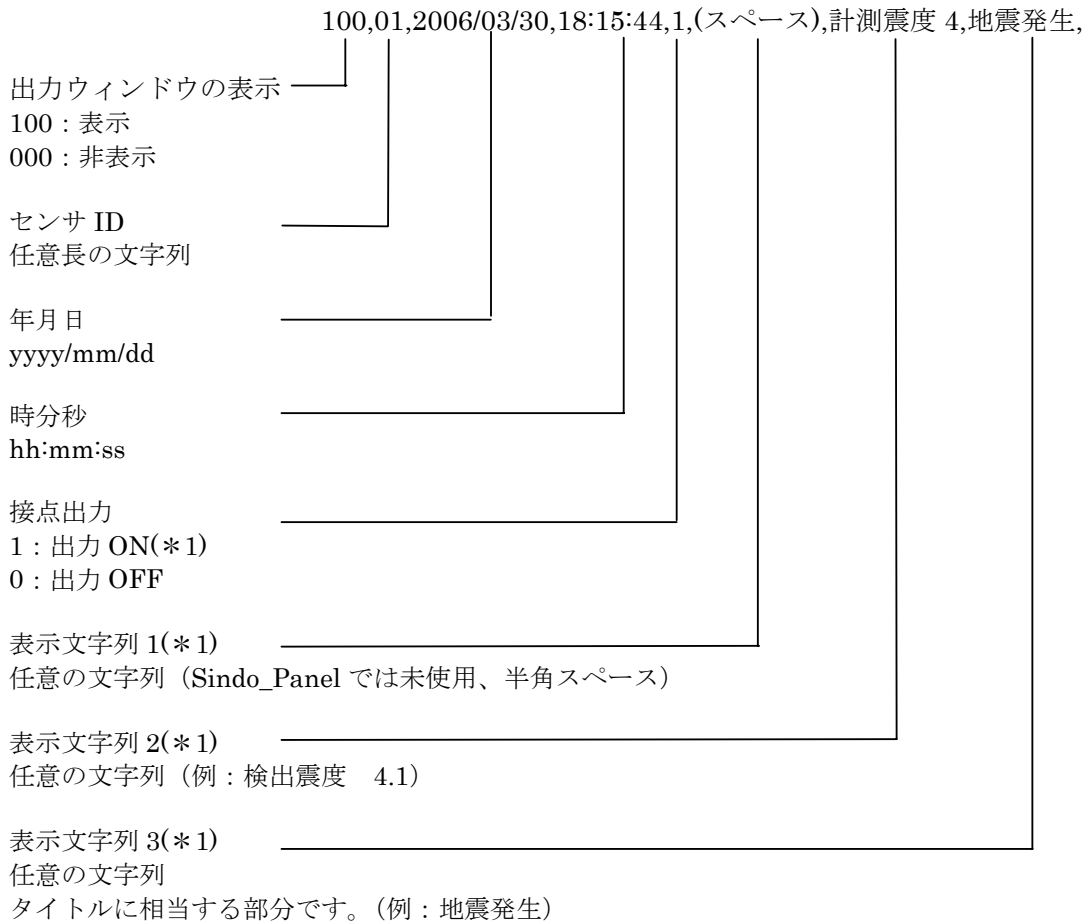 100,01,2006/03/30,18:15:44,1,(スペース),計測震度 4,地震発生,
出力ウィンドウの表示
100：表示
000：非表示
センサ ID
任意長の文字列
年月日
yyyy/mm/dd
時分秒
hh:mm:ss
接点出力
1：出力 ON(＊1)
0：出力 OFF
表示文字列 1(＊1)
任意の文字列（Sindo_Panel では未使用、半角スペース）
表示文字列 2(＊1)
任意の文字列（例：検出震度　4.1）
表示文字列 3(＊1)
任意の文字列
タイトルに相当する部分です。（例：地震発生）